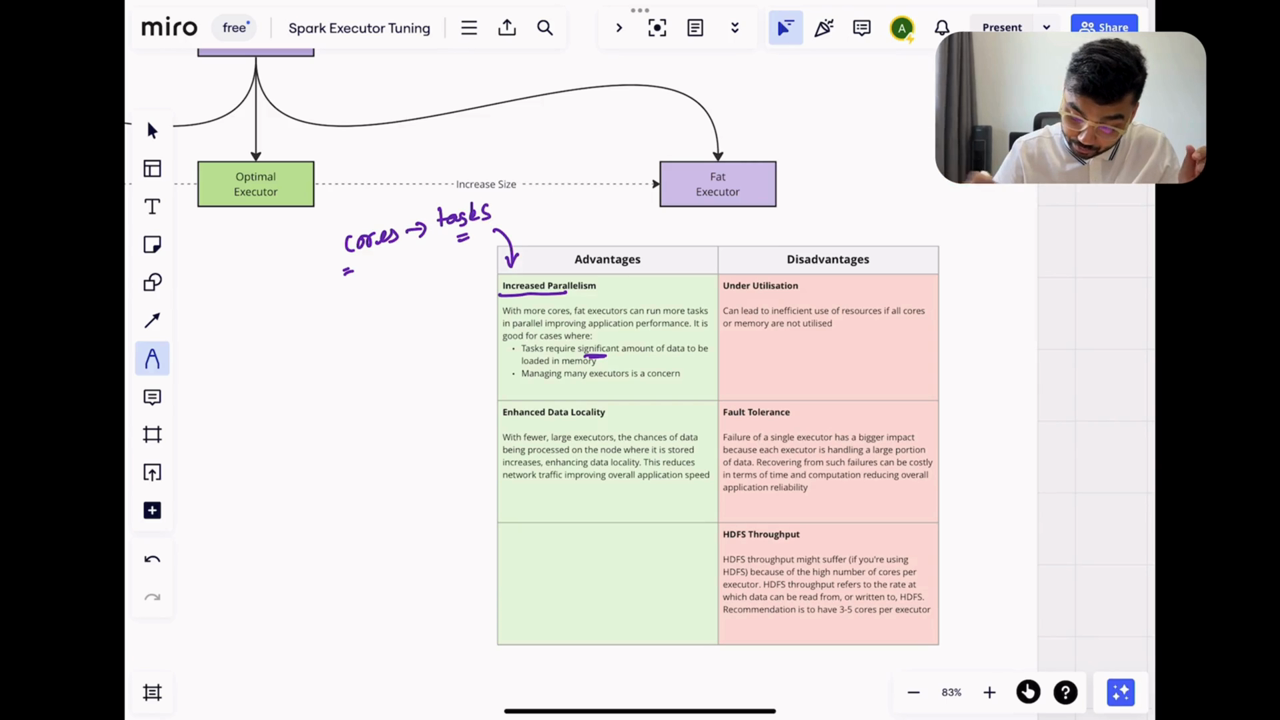 miro
free
Spark Executor Tuning
Present
Share
A
Optimal
Executor
Increase Size
Fat
Executor
cores → tasks
Advantages
Disadvantages
Increased Parallelism
With more cores, fat executors can run more tasks
in parallel improving application performance. It is
good for cases where:
• Tasks require significant amount of data to be
loaded in memory
• Managing many executors is a concern
Under Utilisation
Can lead to inefficient use of resources if all cores
or memory are not utilised
Enhanced Data Locality
With fewer, large executors, the chances of data
being processed on the node where it is stored
increases, enhancing data locality. This reduces
network traffic improving overall application speed
Fault Tolerance
Failure of a single executor has a bigger impact
because each executor is handling a large portion
of data. Recovering from such failures can be costly
in terms of time and computation reducing overall
application reliability
HDFS Throughput
HDFS throughput might suffer (if you're using
HDFS) because of the high number of cores per
executor. HDFS throughput refers to the rate at
which data can be read from, or written to, HDFS.
Recommendation is to have 3-5 cores per executor
83%